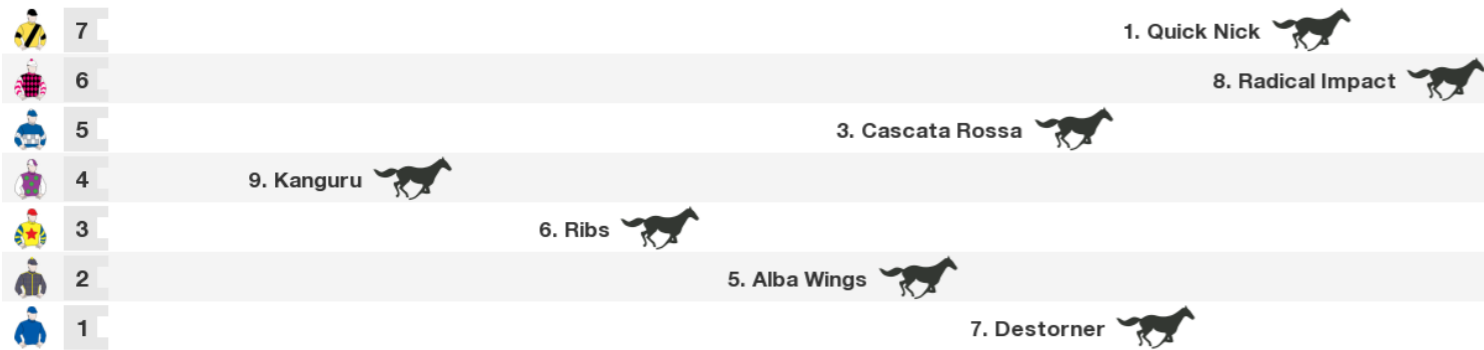 7 1. Quick Nick
6 8. Radical Impact
5 3. Cascata Rossa
4 9. Kanguru
3 6. Ribs
2 5. Alba Wings
1 7. Destorner